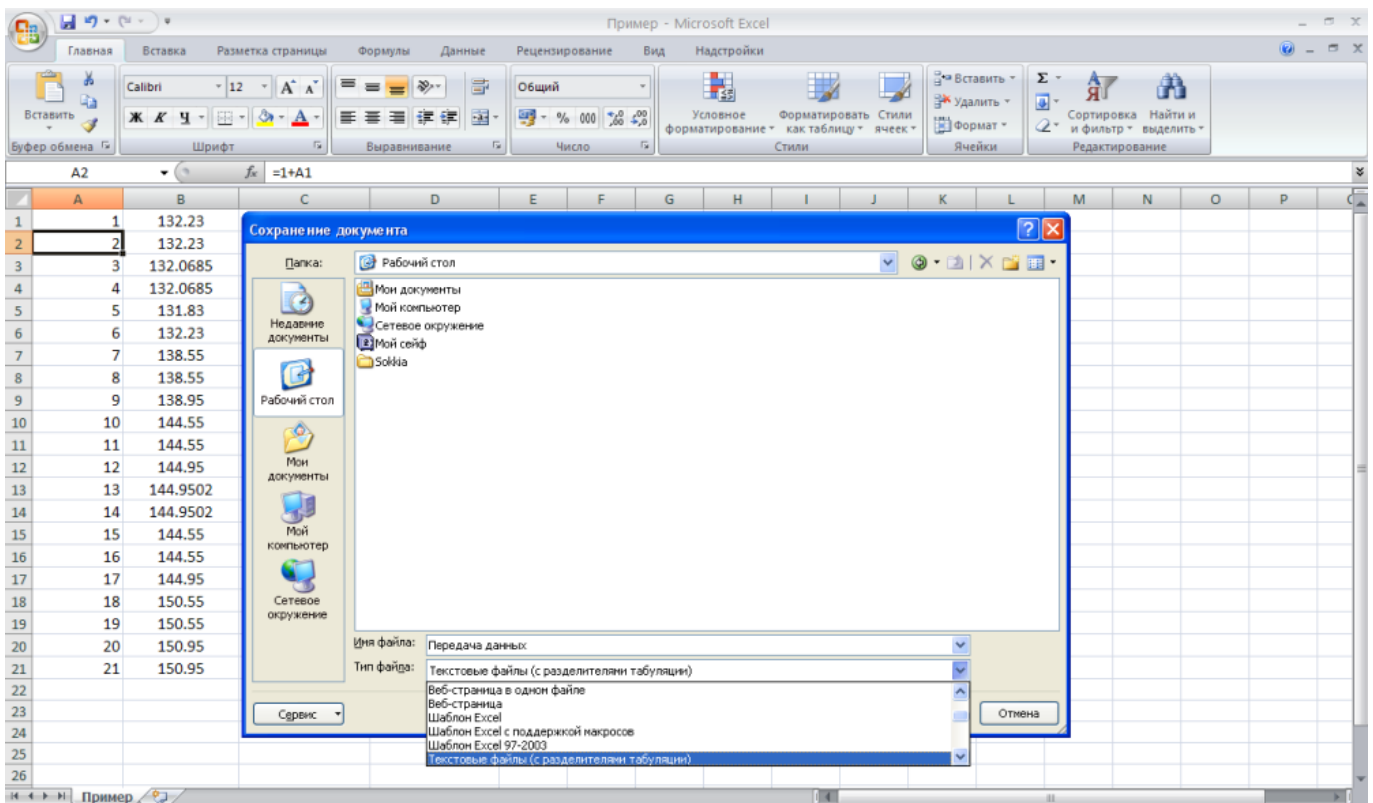 Пример - Microsoft Excel
Главная Вставка Разметка страницы Формулы Данные Рецензирование Вид Надстройки
Вставить
Calibri 12
Ж К Ч
Общий
% 000
Условное форматирование
Форматировать как таблицу
Стили ячеек
Вставить
Удалить
Формат
Σ
Сортировка и фильтр
Найти и выделить
Буфер обмена Шрифт Выравнивание Число Стили Ячейки Редактирование
A2 fx =1+A1
A B C D E F G H I J K L M N O P
1 1 132.23
2 2 132.23
3 3 132.0685
4 4 132.0685
5 5 131.83
6 6 132.23
7 7 138.55
8 8 138.55
9 9 138.95
10 10 144.55
11 11 144.55
12 12 144.95
13 13 144.9502
14 14 144.9502
15 15 144.55
16 16 144.55
17 17 144.95
18 18 150.55
19 19 150.55
20 20 150.95
21 21 150.95
22
23
24
25
26
Сохранение документа
Папка: Рабочий стол
Недавние документы
Рабочий стол
Мои документы
Мой компьютер
Сетевое окружение
Мои документы
Мой компьютер
Сетевое окружение
Мой сейф
Sokkia
Имя файла: Передача данных
Тип файла: Текстовые файлы (с разделителями табуляции)
Веб-страница в одном файле
Веб-страница
Шаблон Excel
Шаблон Excel с поддержкой макросов
Шаблон Excel 97-2003
Текстовые файлы (с разделителями табуляции)
Сервис
Отмена
Пример